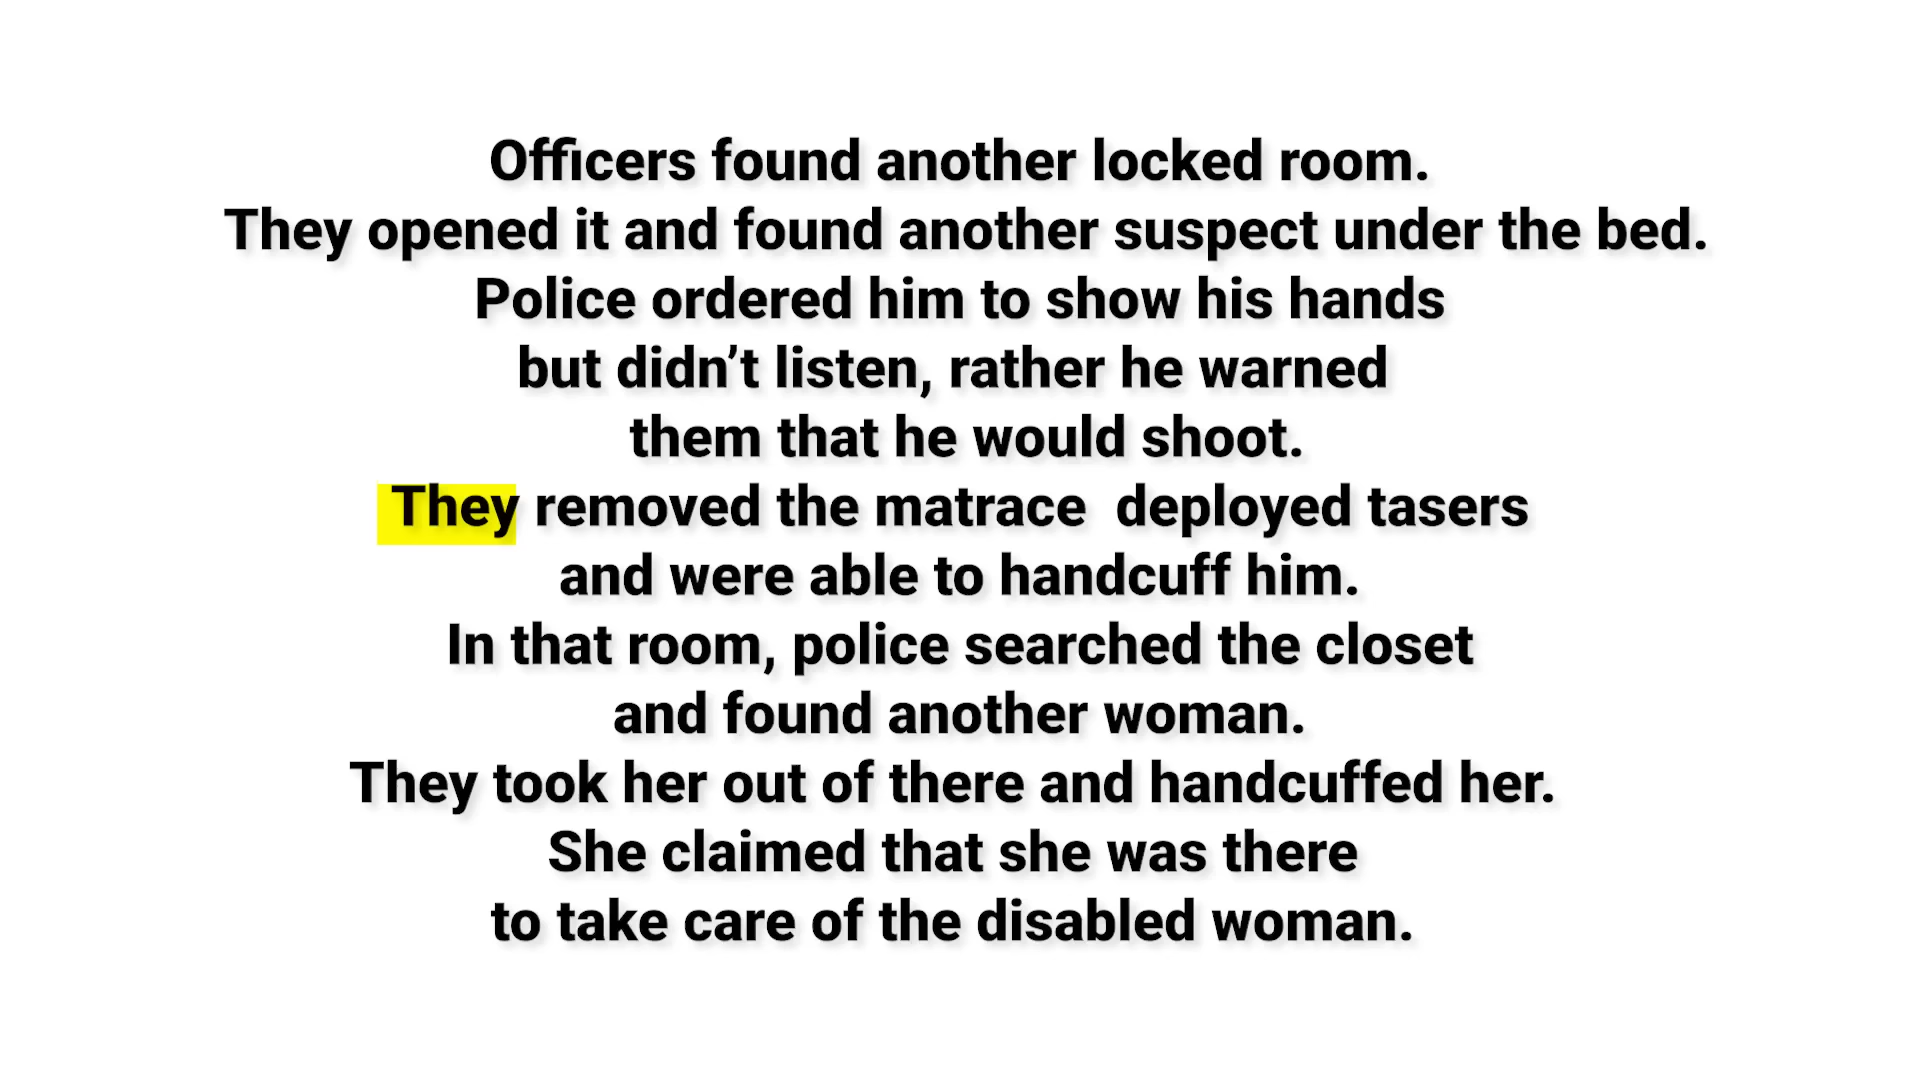 Officers found another locked room.
They opened it and found another suspect under the bed.
Police ordered him to show his hands
but didn’t listen, rather he warned
them that he would shoot.
They removed the matrace  deployed tasers
and were able to handcuff him.
In that room, police searched the closet
and found another woman.
They took her out of there and handcuffed her.
She claimed that she was there
to take care of the disabled woman.